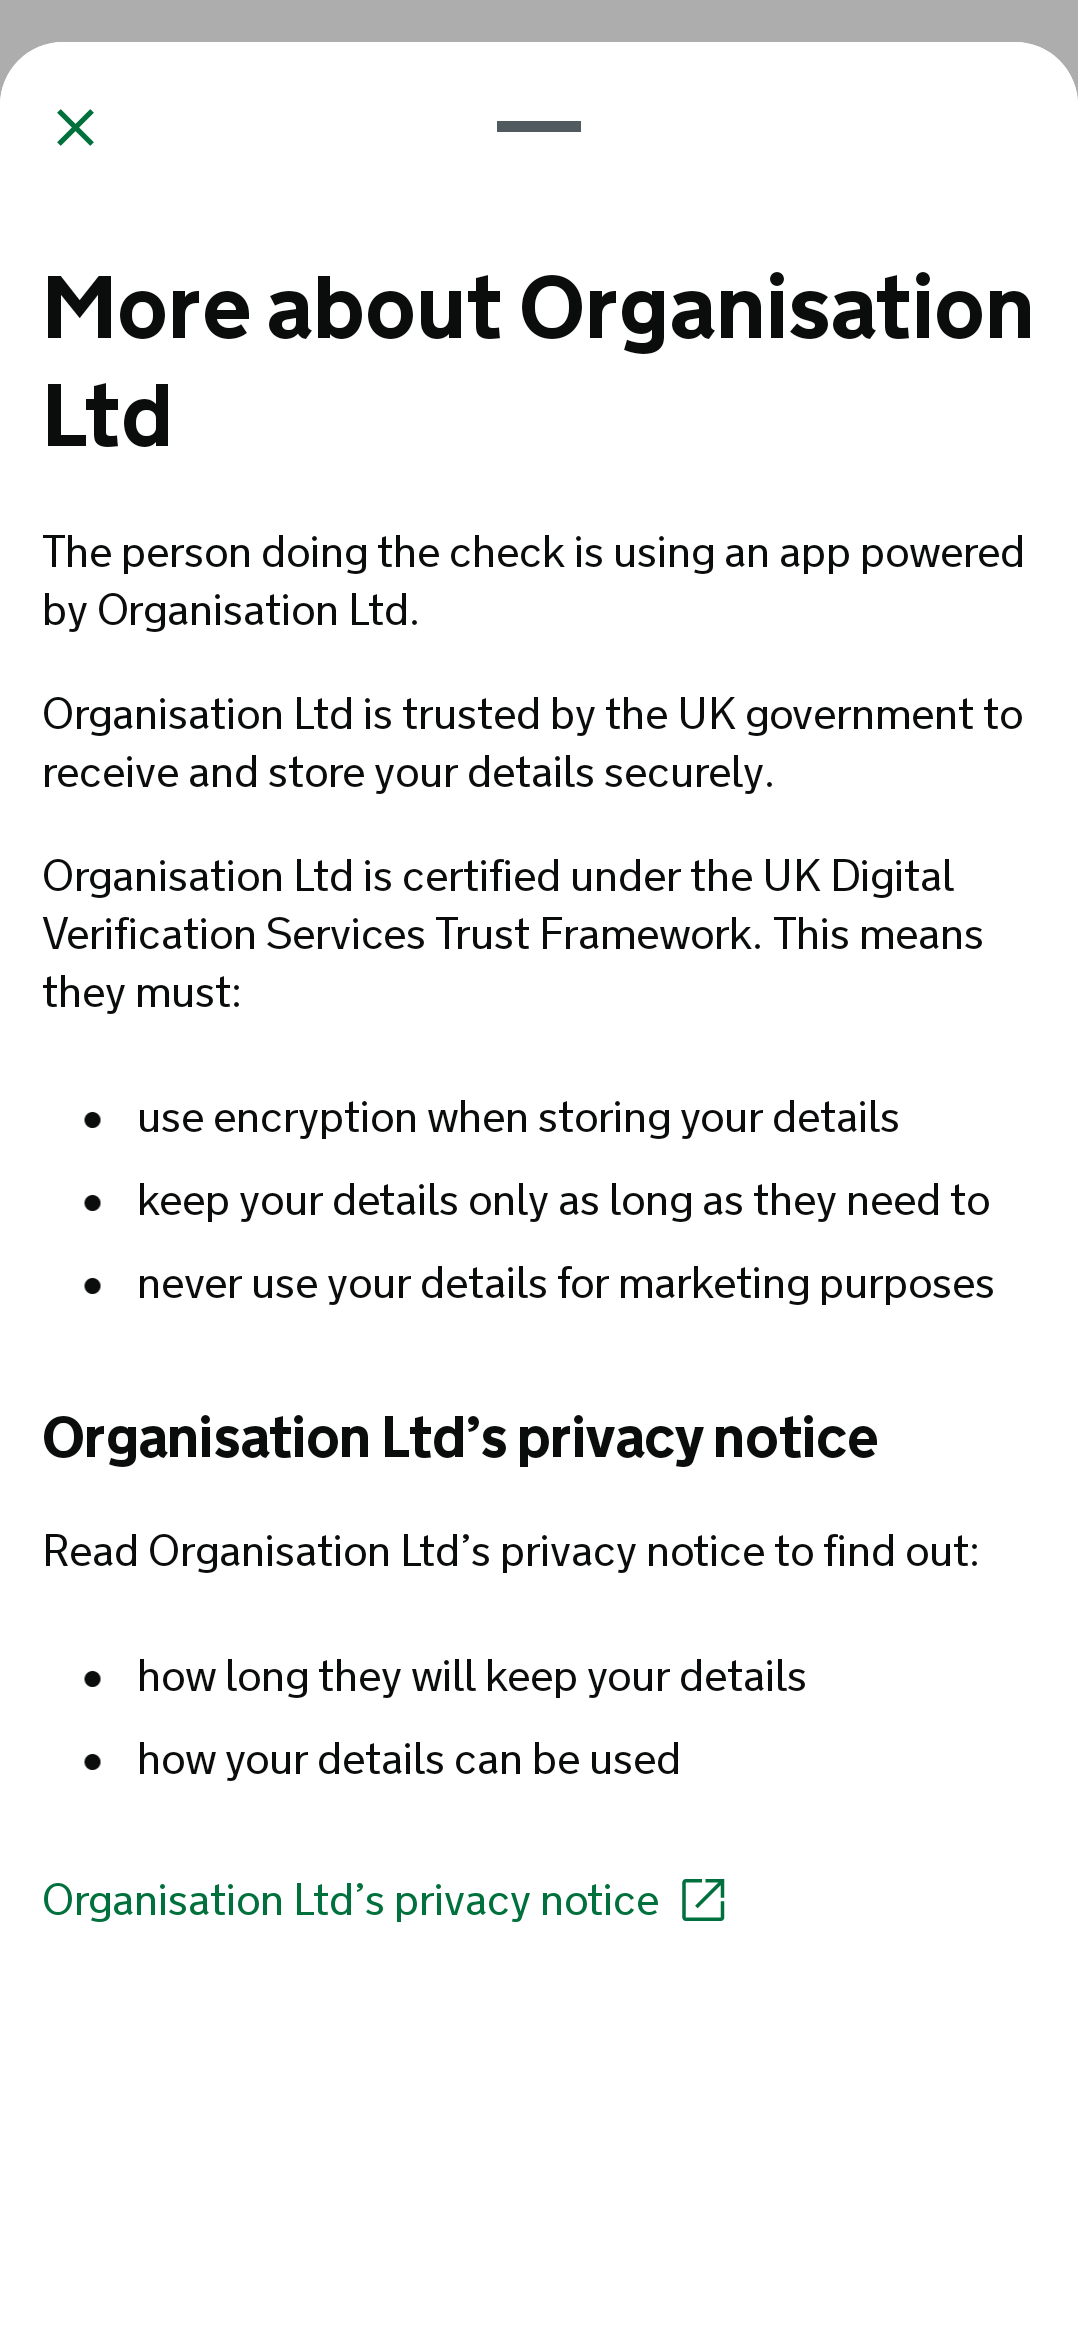 More about Organisation
Ltd
The person doing the check is using an app powered
by Organisation Ltd.
Organisation Ltd is trusted by the UK government to
receive and store your details securely.
Organisation Ltd is certified under the UK Digital
Verification Services Trust Framework. This means
they must:
• use encryption when storing your details
• keep your details only as long as they need to
• never use your details for marketing purposes
Organisation Ltd’s privacy notice
Read Organisation Ltd’s privacy notice to find out:
• how long they will keep your details
• how your details can be used
Organisation Ltd’s privacy notice